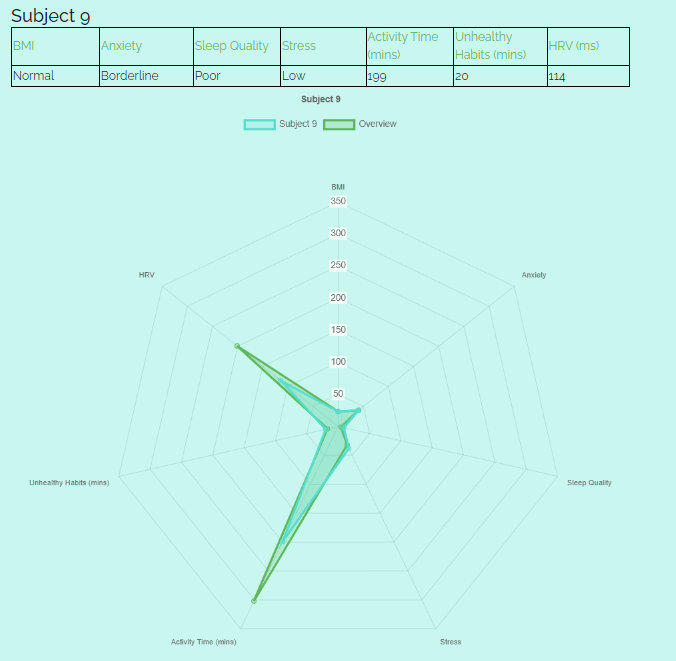 Subject 9
BMI Anxiety Sleep Quality Stress Activity Time (mins) Unhealthy Habits (mins) HRV (ms)
Normal Borderline Poor Low 199 20 114
Subject 9
Subject 9 Overview
BMI
350
300
HRV Anxiety
250
200
150
100
50
Unhealthy Habits (mins) Sleep Quality
Activity Time (mins) Stress